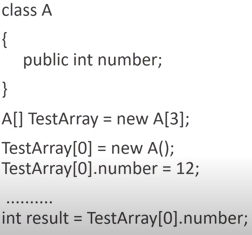 class A
{
public int number;
}
A[] TestArray = new A[3];
TestArray[0] = new A();
TestArray[0].number = 12;
..........
int result = TestArray[0].number;